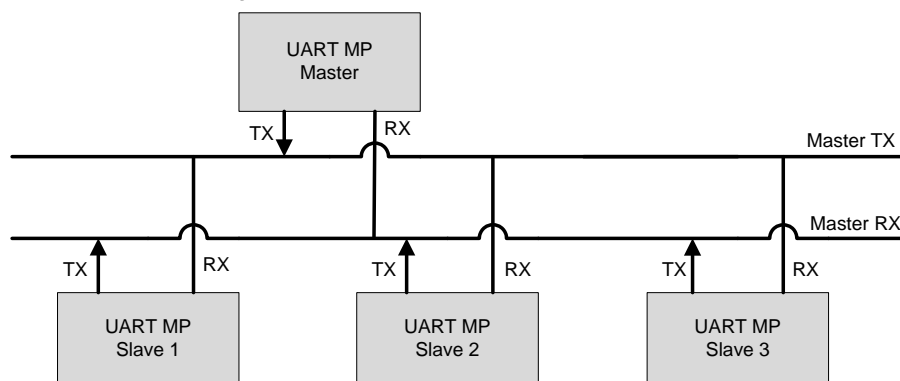 UART MP
Master
TX
RX
Master TX
Master RX
TX
RX
TX
RX
TX
RX
UART MP
Slave 1
UART MP
Slave 2
UART MP
Slave 3